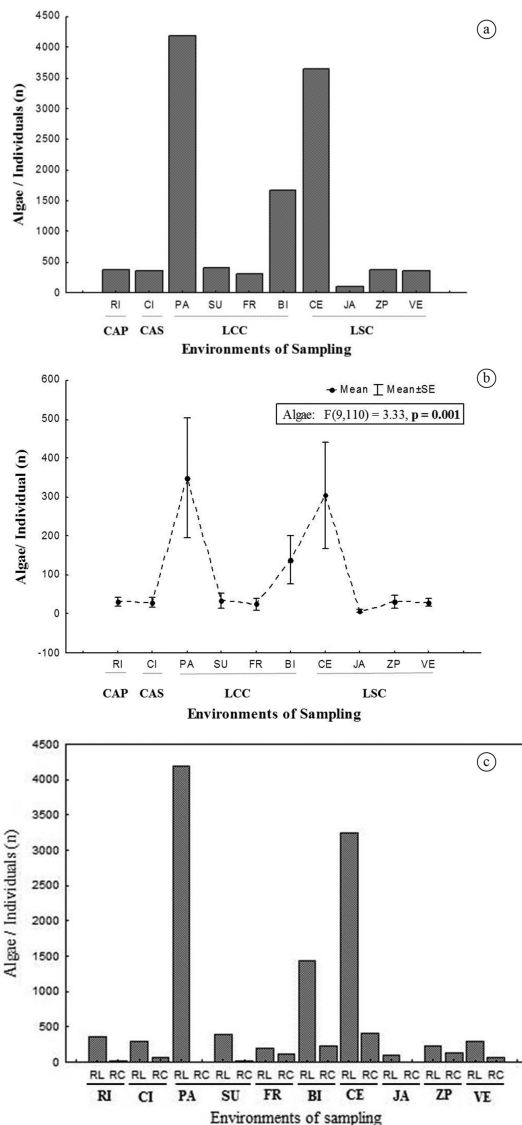 a
4500
4000
3500
3000
2500
2000
1500
1000
500
0
Algae / Individuals (n)
RI CI PA SU FR BI CE JA ZP VE
CAP CAS LCC LSC
Environments of Sampling
b
Mean Mean±SE
Algae: F(9,110) = 3.33, p = 0.001
600
500
400
300
200
100
0
-100
Algae/ Individual (n)
RI CI PA SU FR BI CE JA ZP VE
CAP CAS LCC LSC
Environments of Sampling
c
4500
4000
3500
3000
2500
2000
1500
1000
500
0
Algae / Individuals (n)
RL RC RL RC RL RC RL RC RL RC RL RC RL RC RL RC RL RC RL RC
RI CI PA SU FR BI CE JA ZP VE
Environments of sampling